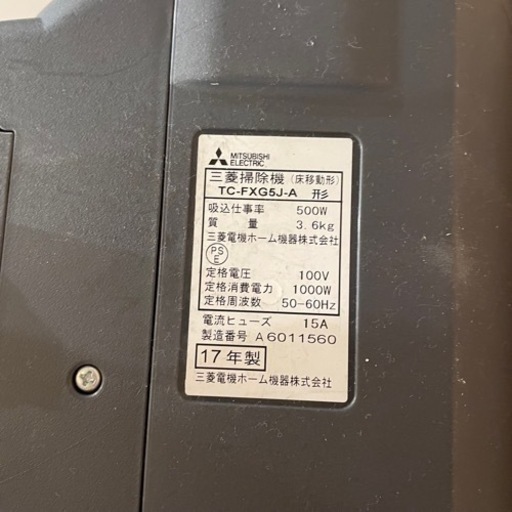 MITSUBISHI
ELECTRIC
三菱掃除機（床移動形）
TC-FXG5J-A 形
吸込仕事率 500W
質量 3.6kg
三菱電機ホーム機器株式会社
PS
E
定格電圧 100V
定格消費電力 1000W
定格周波数 50-60Hz
電流ヒューズ 15A
製造番号 A6011560
17年製
三菱電機ホーム機器株式会社